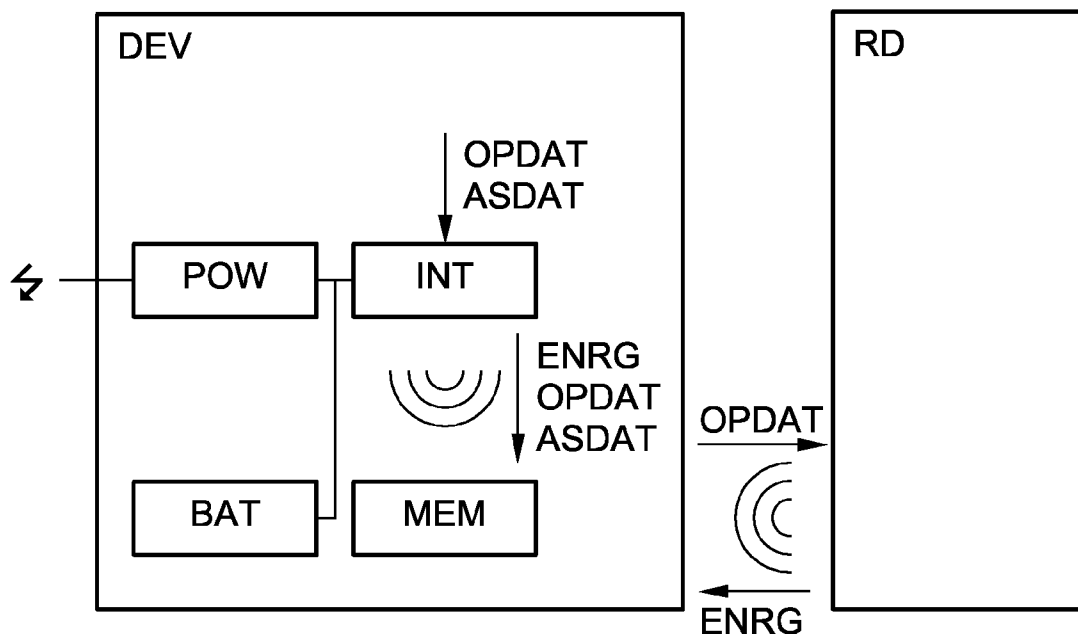 DEV
RD
OPDAT
ASDAT
POW
INT
ENRG
OPDAT
ASDAT
OPDAT
BAT
MEM
ENRG